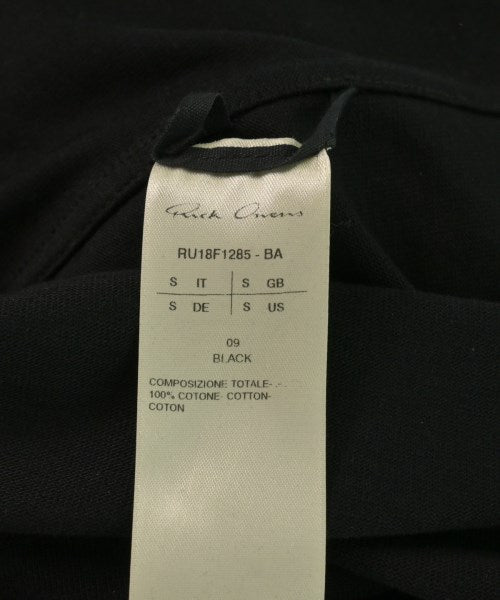 Rick Owens
RU18F1285 - BA
S IT S GB
S DE S US
09
BLACK
COMPOSIZIONE TOTALE- .-.
100% COTONE- COTTON-
COTON